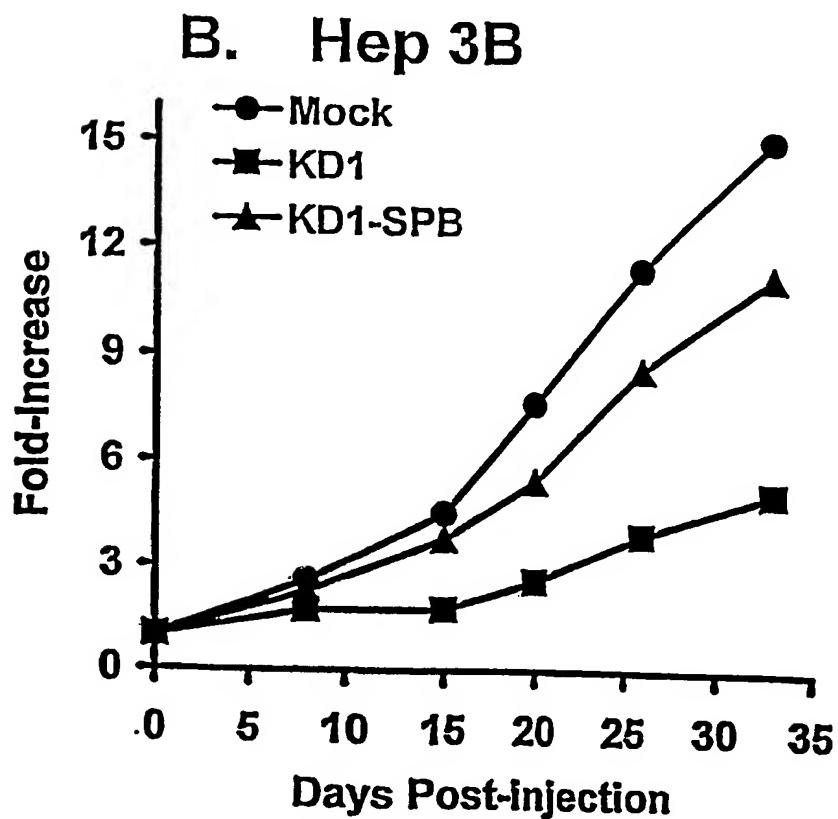 B. Hep 3B
Mock
KD1
KD1-SPB
15
12
9
6
3
0
Fold-Increase
0 5 10 15 20 25 30 35
Days Post-injection